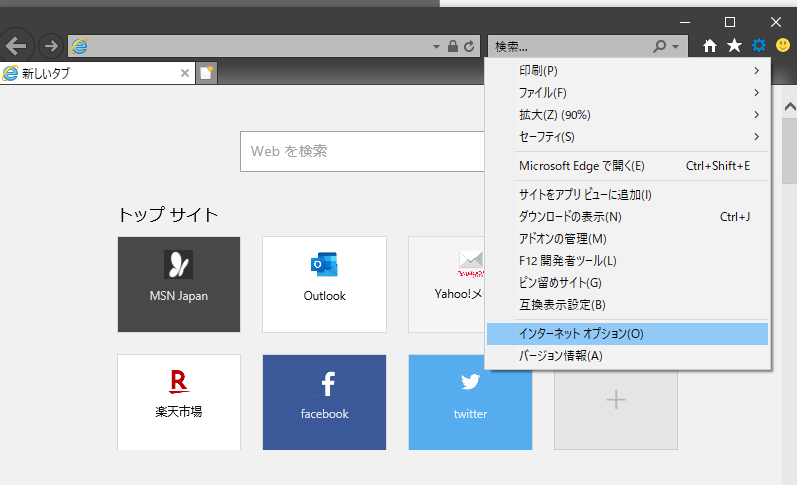 検索...
新しいタブ
印刷(P)
ファイル(F)
拡大(Z) (90%)
セーフティ(S)
Microsoft Edge で開く(E) Ctrl+Shift+E
サイトをアプリ ビューに追加(I)
ダウンロードの表示(N) Ctrl+J
アドオンの管理(M)
F12 開発者ツール(L)
ピン留めサイト(G)
互換表示設定(B)
インターネット オプション(O)
バージョン情報(A)
Web を検索
トップ サイト
MSN Japan
Outlook
Yahoo!メ
楽天市場
facebook
twitter